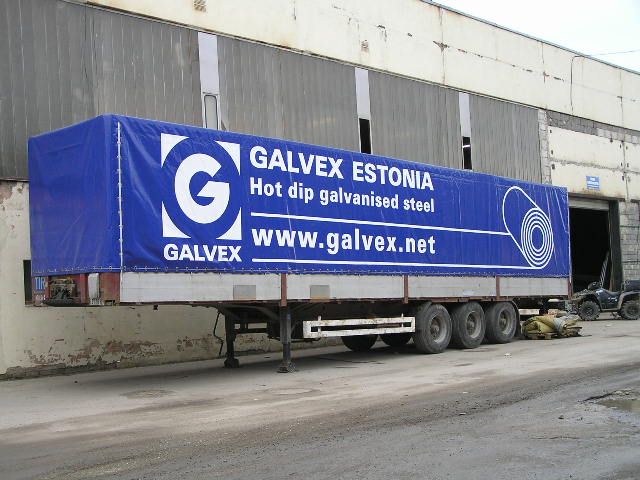 G
GALVEX
GALVEX ESTONIA
Hot dip galvanised steel
www.galvex.net